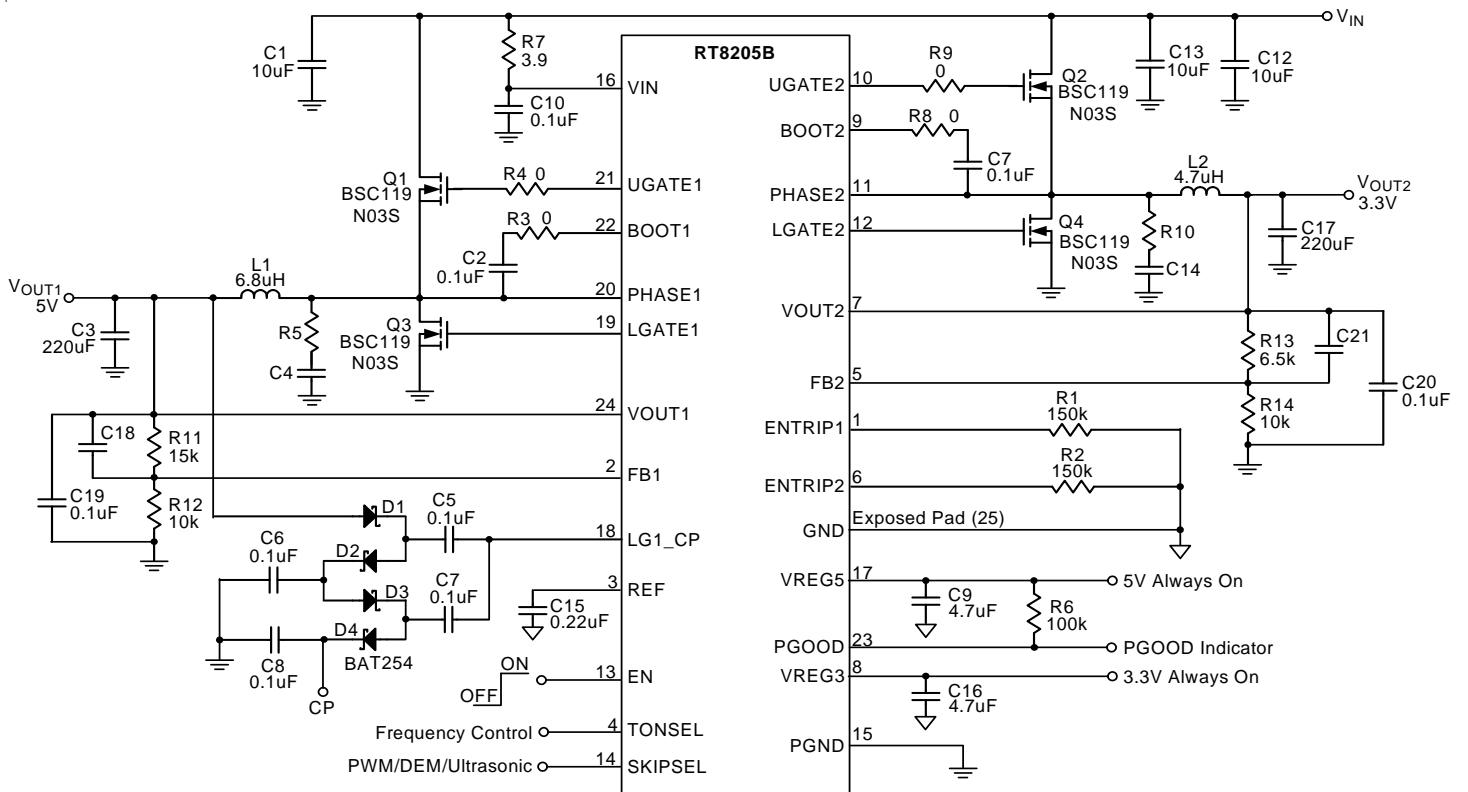 V_IN
C1
10uF
R7
3.9
C10
0.1uF
RT8205B
16 VIN
UGATE2 10
R9
0
Q2
BSC119
N03S
C13
10uF
C12
10uF
BOOT2 9
R8 0
C7
0.1uF
Q1
BSC119
N03S
R4 0
21 UGATE1
PHASE2 11
L2
4.7uH
V_OUT2
3.3V
R3 0
22 BOOT1
LGATE2 12
Q4
BSC119
N03S
R10
C14
C17
220uF
C2
0.1uF
V_OUT1
5V
L1
6.8uH
20 PHASE1
VOUT2 7
C3
220uF
R5
C4
Q3
BSC119
N03S
19 LGATE1
R13
6.5k
C21
FB2 5
C20
0.1uF
R14
10k
24 VOUT1
ENTRIP1 1
R1
150k
C18
R11
15k
2 FB1
ENTRIP2 6
R2
150k
C19
0.1uF
R12
10k
GND Exposed Pad (25)
D1
C5
0.1uF
18 LG1_CP
C6
0.1uF
D2
D3
C7
0.1uF
D4
BAT254
C8
0.1uF
CP
3 REF
C15
0.22uF
VREG5 17
5V Always On
C9
4.7uF
R6
100k
PGOOD 23
PGOOD Indicator
VREG3 8
3.3V Always On
C16
4.7uF
ON
OFF
13 EN
Frequency Control
4 TONSEL
PGND 15
PWM/DEM/Ultrasonic
14 SKIPSEL